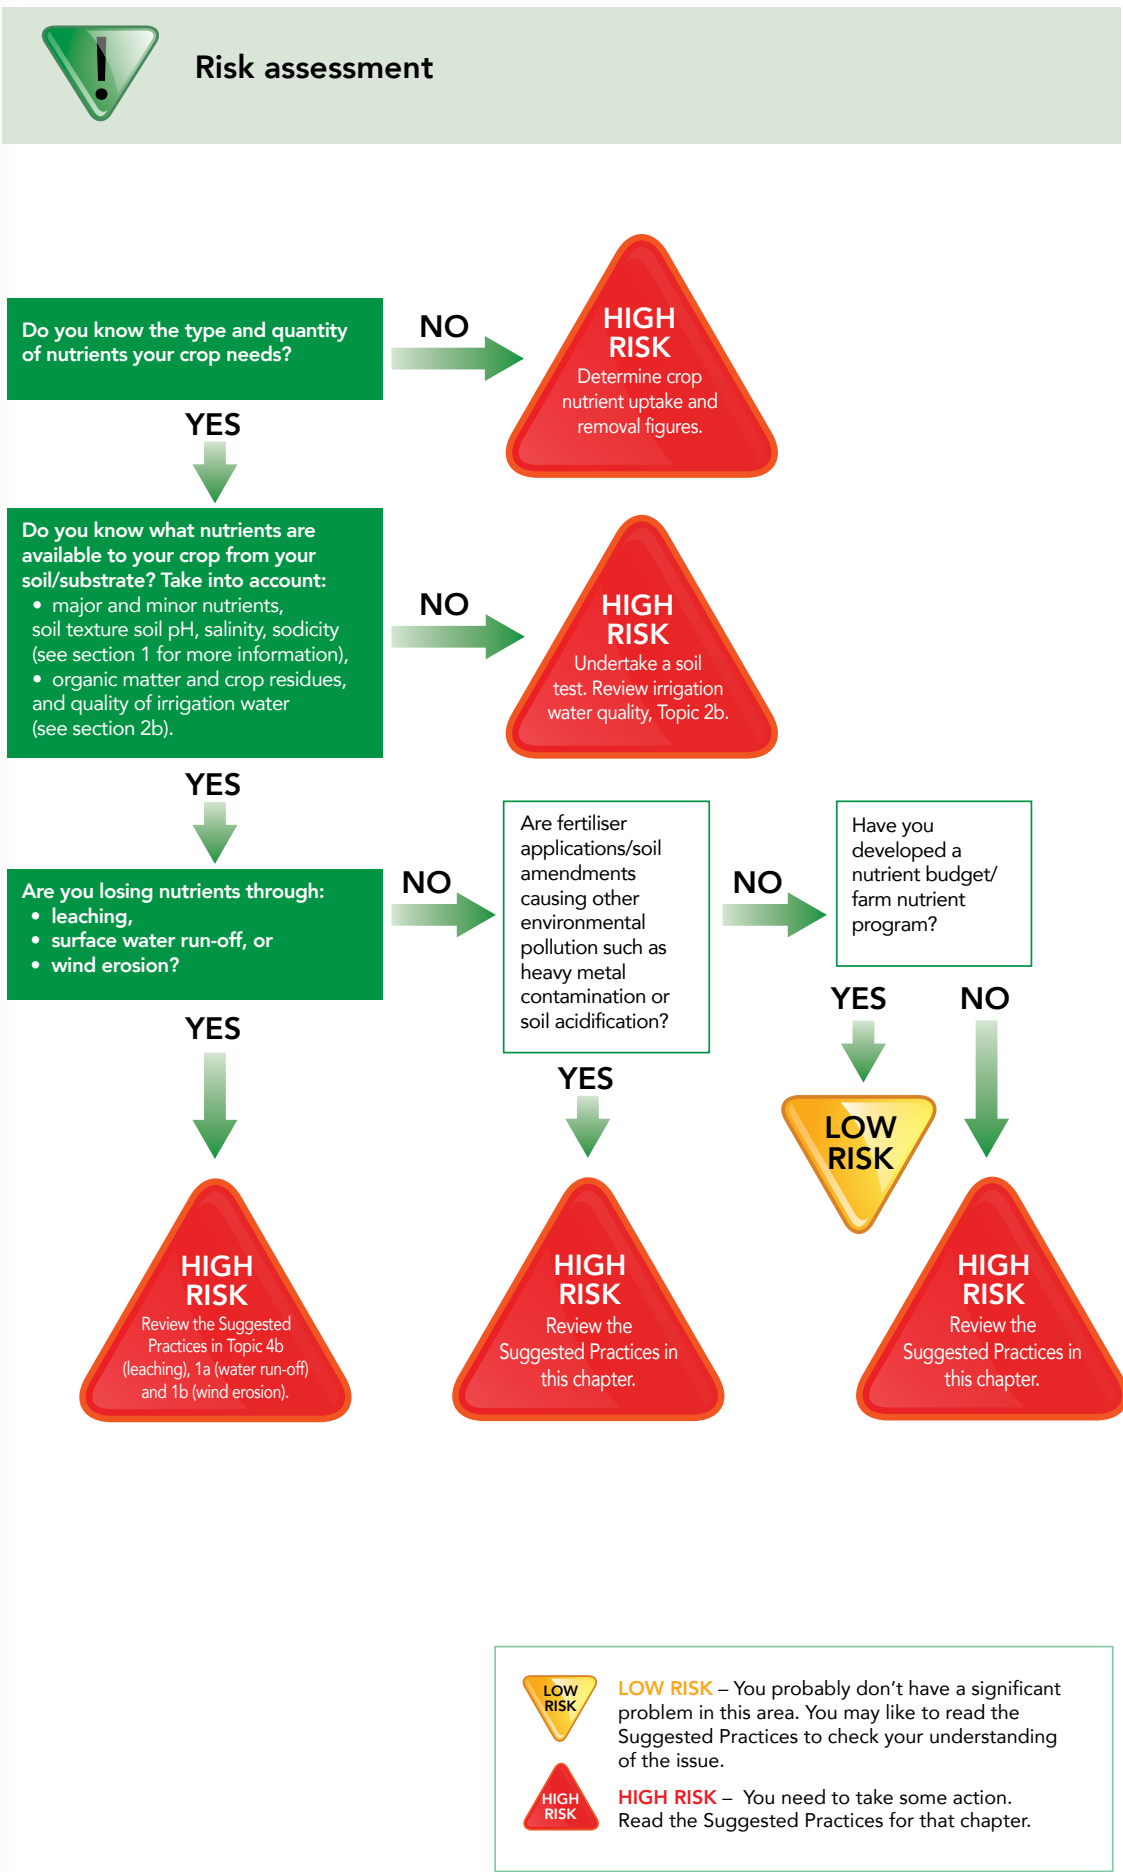 !
Risk assessment
Do you know the type and quantity
of nutrients your crop needs?
NO
HIGH
RISK
Determine crop
nutrient uptake and
removal figures.
YES
Do you know what nutrients are
available to your crop from your
soil/substrate? Take into account:
• major and minor nutrients,
soil texture soil pH, salinity, sodicity
(see section 1 for more information),
• organic matter and crop residues,
and quality of irrigation water
(see section 2b).
NO
HIGH
RISK
Undertake a soil
test. Review irrigation
water quality, Topic 2b.
YES
Are you losing nutrients through:
• leaching,
• surface water run-off, or
• wind erosion?
NO
Are fertiliser
applications/soil
amendments
causing other
environmental
pollution such as
heavy metal
contamination or
soil acidification?
NO
Have you
developed a
nutrient budget/
farm nutrient
program?
YES
HIGH
RISK
Review the Suggested
Practices in Topic 4b
(leaching), 1a (water run-off)
and 1b (wind erosion).
YES
HIGH
RISK
Review the
Suggested Practices in
this chapter.
YES
LOW
RISK
NO
HIGH
RISK
Review the
Suggested Practices in
this chapter.
LOW
RISK
LOW RISK – You probably don’t have a significant
problem in this area. You may like to read the
Suggested Practices to check your understanding
of the issue.
HIGH
RISK
HIGH RISK – You need to take some action.
Read the Suggested Practices for that chapter.